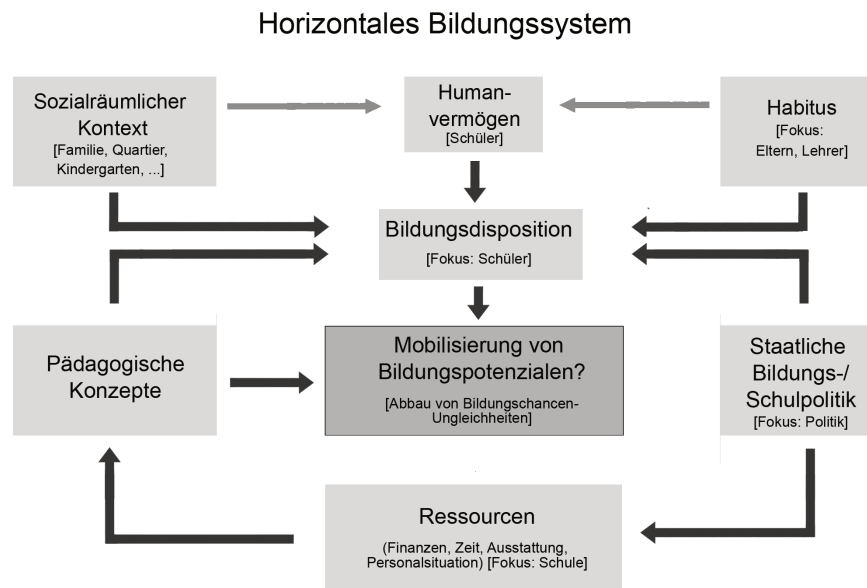 Horizontales Bildungssystem
Sozialräumlicher
Kontext
[Familie, Quartier,
Kindergarten, ...]
Human-
vermögen
[Schüler]
Habitus
[Fokus:
Eltern, Lehrer]
Bildungsdisposition
[Fokus: Schüler]
Pädagogische
Konzepte
Mobilisierung von
Bildungspotenzialen?
[Abbau von Bildungschancen-
Ungleichheiten]
Staatliche
Bildungs-/
Schulpolitik
[Fokus: Politik]
Ressourcen
(Finanzen, Zeit, Ausstattung,
Personalsituation) [Fokus: Schule]